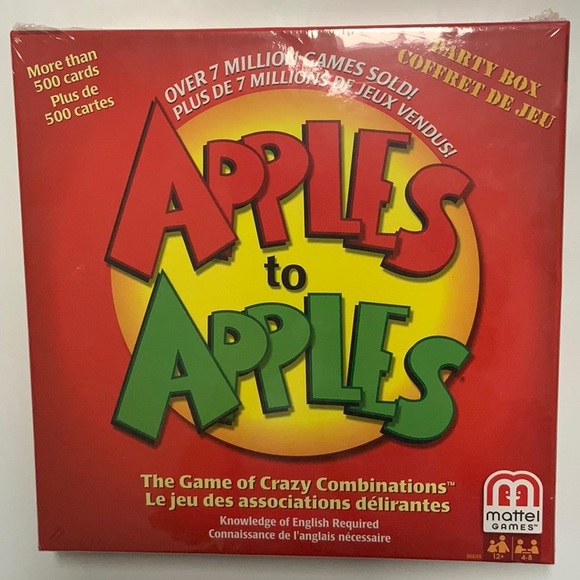 More than
500 cards
Plus de
500 cartes
OVER 7 MILLION GAMES SOLD!
PLUS DE 7 MILLIONS DE JEUX VENDUS!
PARTY BOX
COFFRET DE JEU
APPLES
to
APPLES
The Game of Crazy Combinations™
Le jeu des associations délirantes
Knowledge of English Required
Connaissance de l'anglais nécessaire
mattel
GAMES™
12+ 4-8